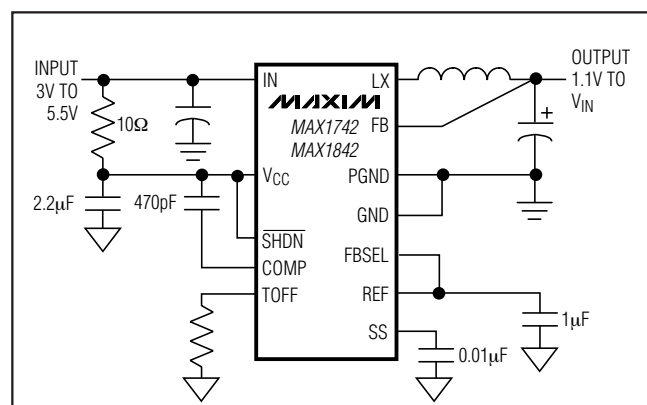 INPUT
3V TO
5.5V
10Ω
2.2µF
470pF
IN
VCC
SHDN
COMP
TOFF
MAXIM
MAX1742
MAX1842
LX
FB
PGND
GND
FBSEL
REF
SS
OUTPUT
1.1V TO
VIN
+
1µF
0.01µF